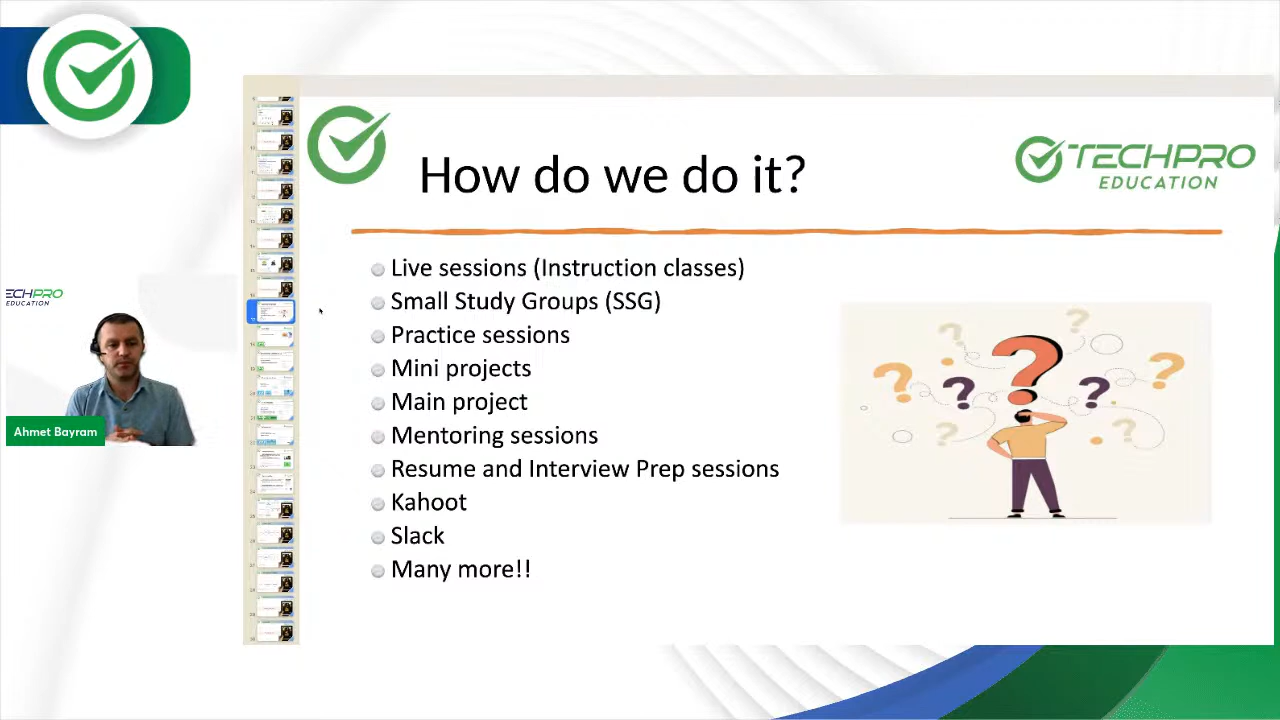 How do we do it?
TECHPRO
EDUCATION
Live sessions (Instruction classes)
Small Study Groups (SSG)
Practice sessions
Mini projects
Main project
Mentoring sessions
Resume and Interview Prep sessions
Kahoot
Slack
Many more!!
ECHPRO
EDUCATION
Ahmet Bayram